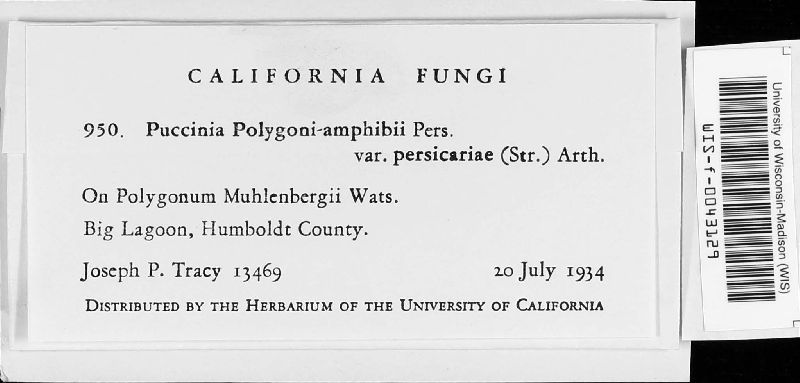 CALIFORNIA FUNGI
950. Puccinia Polygoni-amphibii Pers.
var. persicariae (Str.) Arth.
On Polygonum Muhlenbergii Wats.
Big Lagoon, Humboldt County.
Joseph P. Tracy 13469 20 July 1934
DISTRIBUTED BY THE HERBARIUM OF THE UNIVERSITY OF CALIFORNIA
University of Wisconsin-Madison (WIS)
WIS-f-0043129